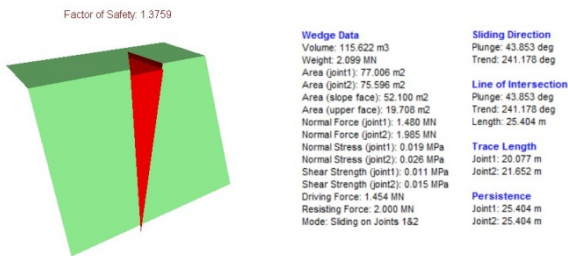 Factor of Safety: 1.3759
Wedge Data
Volume: 115.622 m3
Weight: 2.099 MN
Area (joint1): 77.006 m2
Area (joint2): 75.596 m2
Area (slope face): 52.100 m2
Area (upper face): 19.708 m2
Normal Force (joint1): 1.480 MN
Normal Force (joint2): 1.985 MN
Normal Stress (joint1): 0.019 MPa
Normal Stress (joint2): 0.026 MPa
Shear Strength (joint1): 0.011 MPa
Shear Strength (joint2): 0.015 MPa
Driving Force: 1.454 MN
Resisting Force: 2.000 MN
Mode: Sliding on Joints 1&2
Sliding Direction
Plunge: 43.853 deg
Trend: 241.178 deg
Line of Intersection
Plunge: 43.853 deg
Trend: 241.178 deg
Length: 25.404 m
Trace Length
Joint1: 20.077 m
Joint2: 21.652 m
Persistence
Joint1: 25.404 m
Joint2: 25.404 m